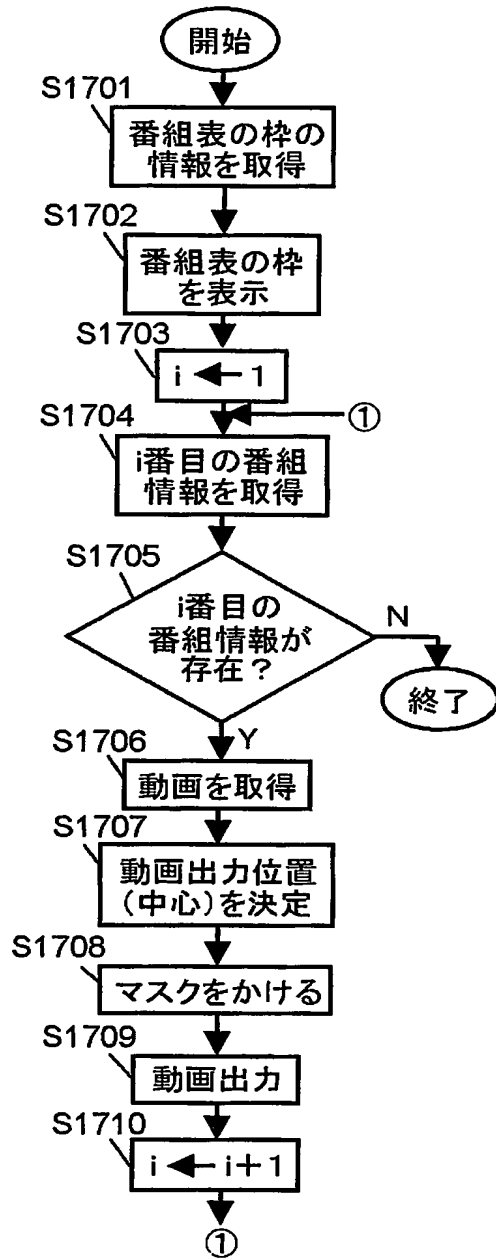 開始
S1701
番組表の枠の
情報を取得
S1702
番組表の枠
を表示
S1703
i ← 1
S1704
①
i番目の番組
情報を取得
S1705
i番目の
番組情報が
存在?
N
終了
Y
S1706
動画を取得
S1707
動画出力位置
(中心)を決定
S1708
マスクをかける
S1709
動画出力
S1710
i ← i+1
①